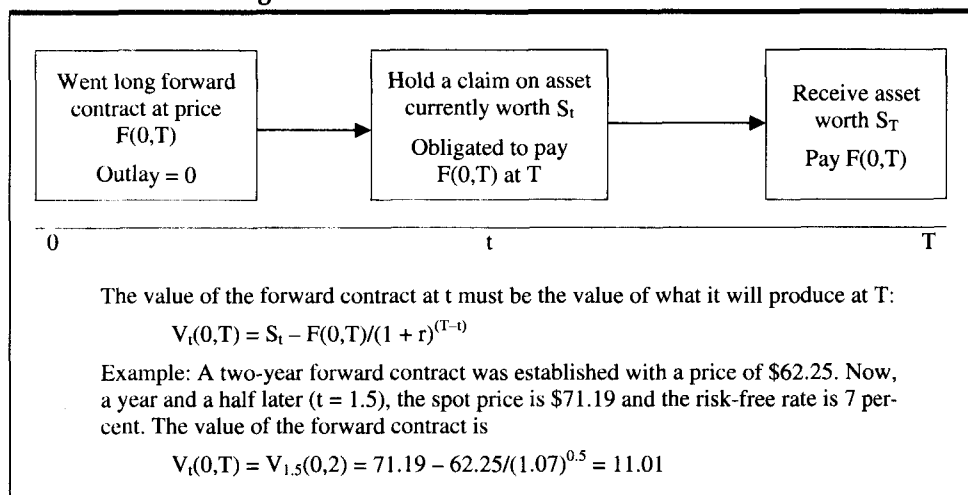 Went long forward
contract at price
F(0,T)
Outlay = 0
Hold a claim on asset
currently worth Sₜ
Obligated to pay
F(0,T) at T
Receive asset
worth S_T
Pay F(0,T)
0 t T
The value of the forward contract at t must be the value of what it will produce at T:
Vₜ(0,T) = Sₜ – F(0,T)/(1 + r)^(T–t)
Example: A two-year forward contract was established with a price of $62.25. Now,
a year and a half later (t = 1.5), the spot price is $71.19 and the risk-free rate is 7 per-
cent. The value of the forward contract is
Vₜ(0,T) = V₁.₅(0,2) = 71.19 – 62.25/(1.07)^0.5 = 11.01